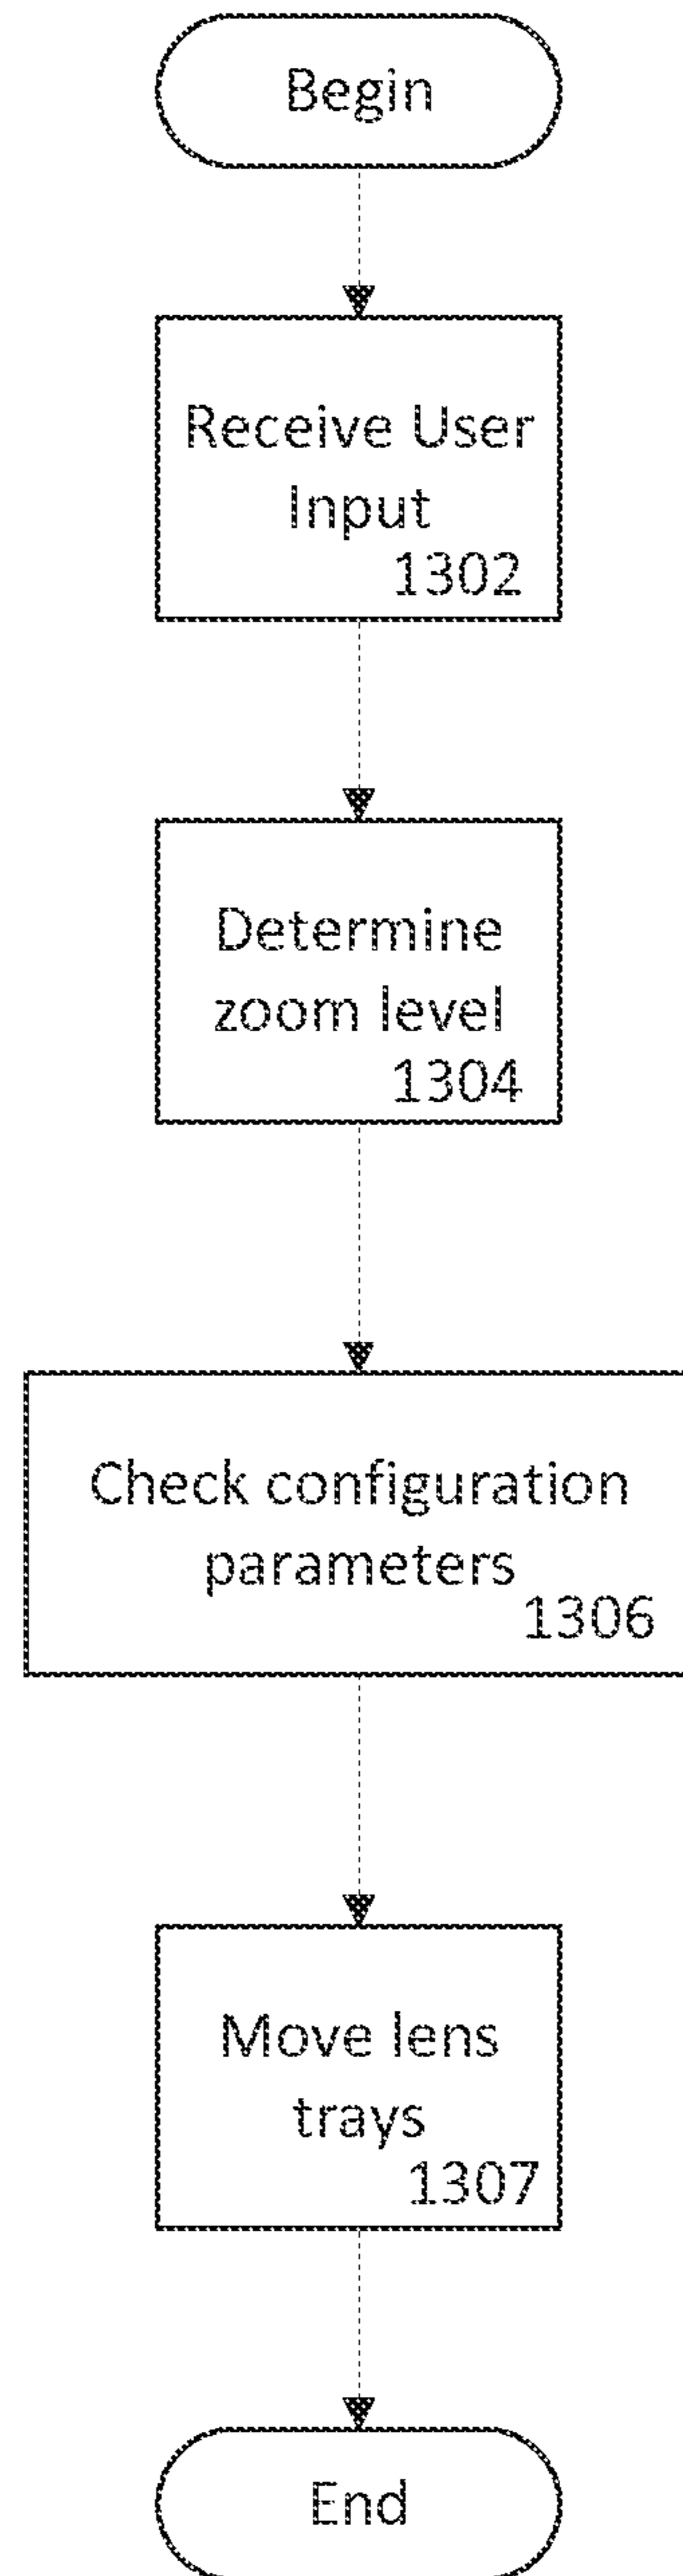 Begin
Receive User
Input
1302
Determine
zoom level
1304
Check configuration
parameters
1306
Move lens
trays
1307
End